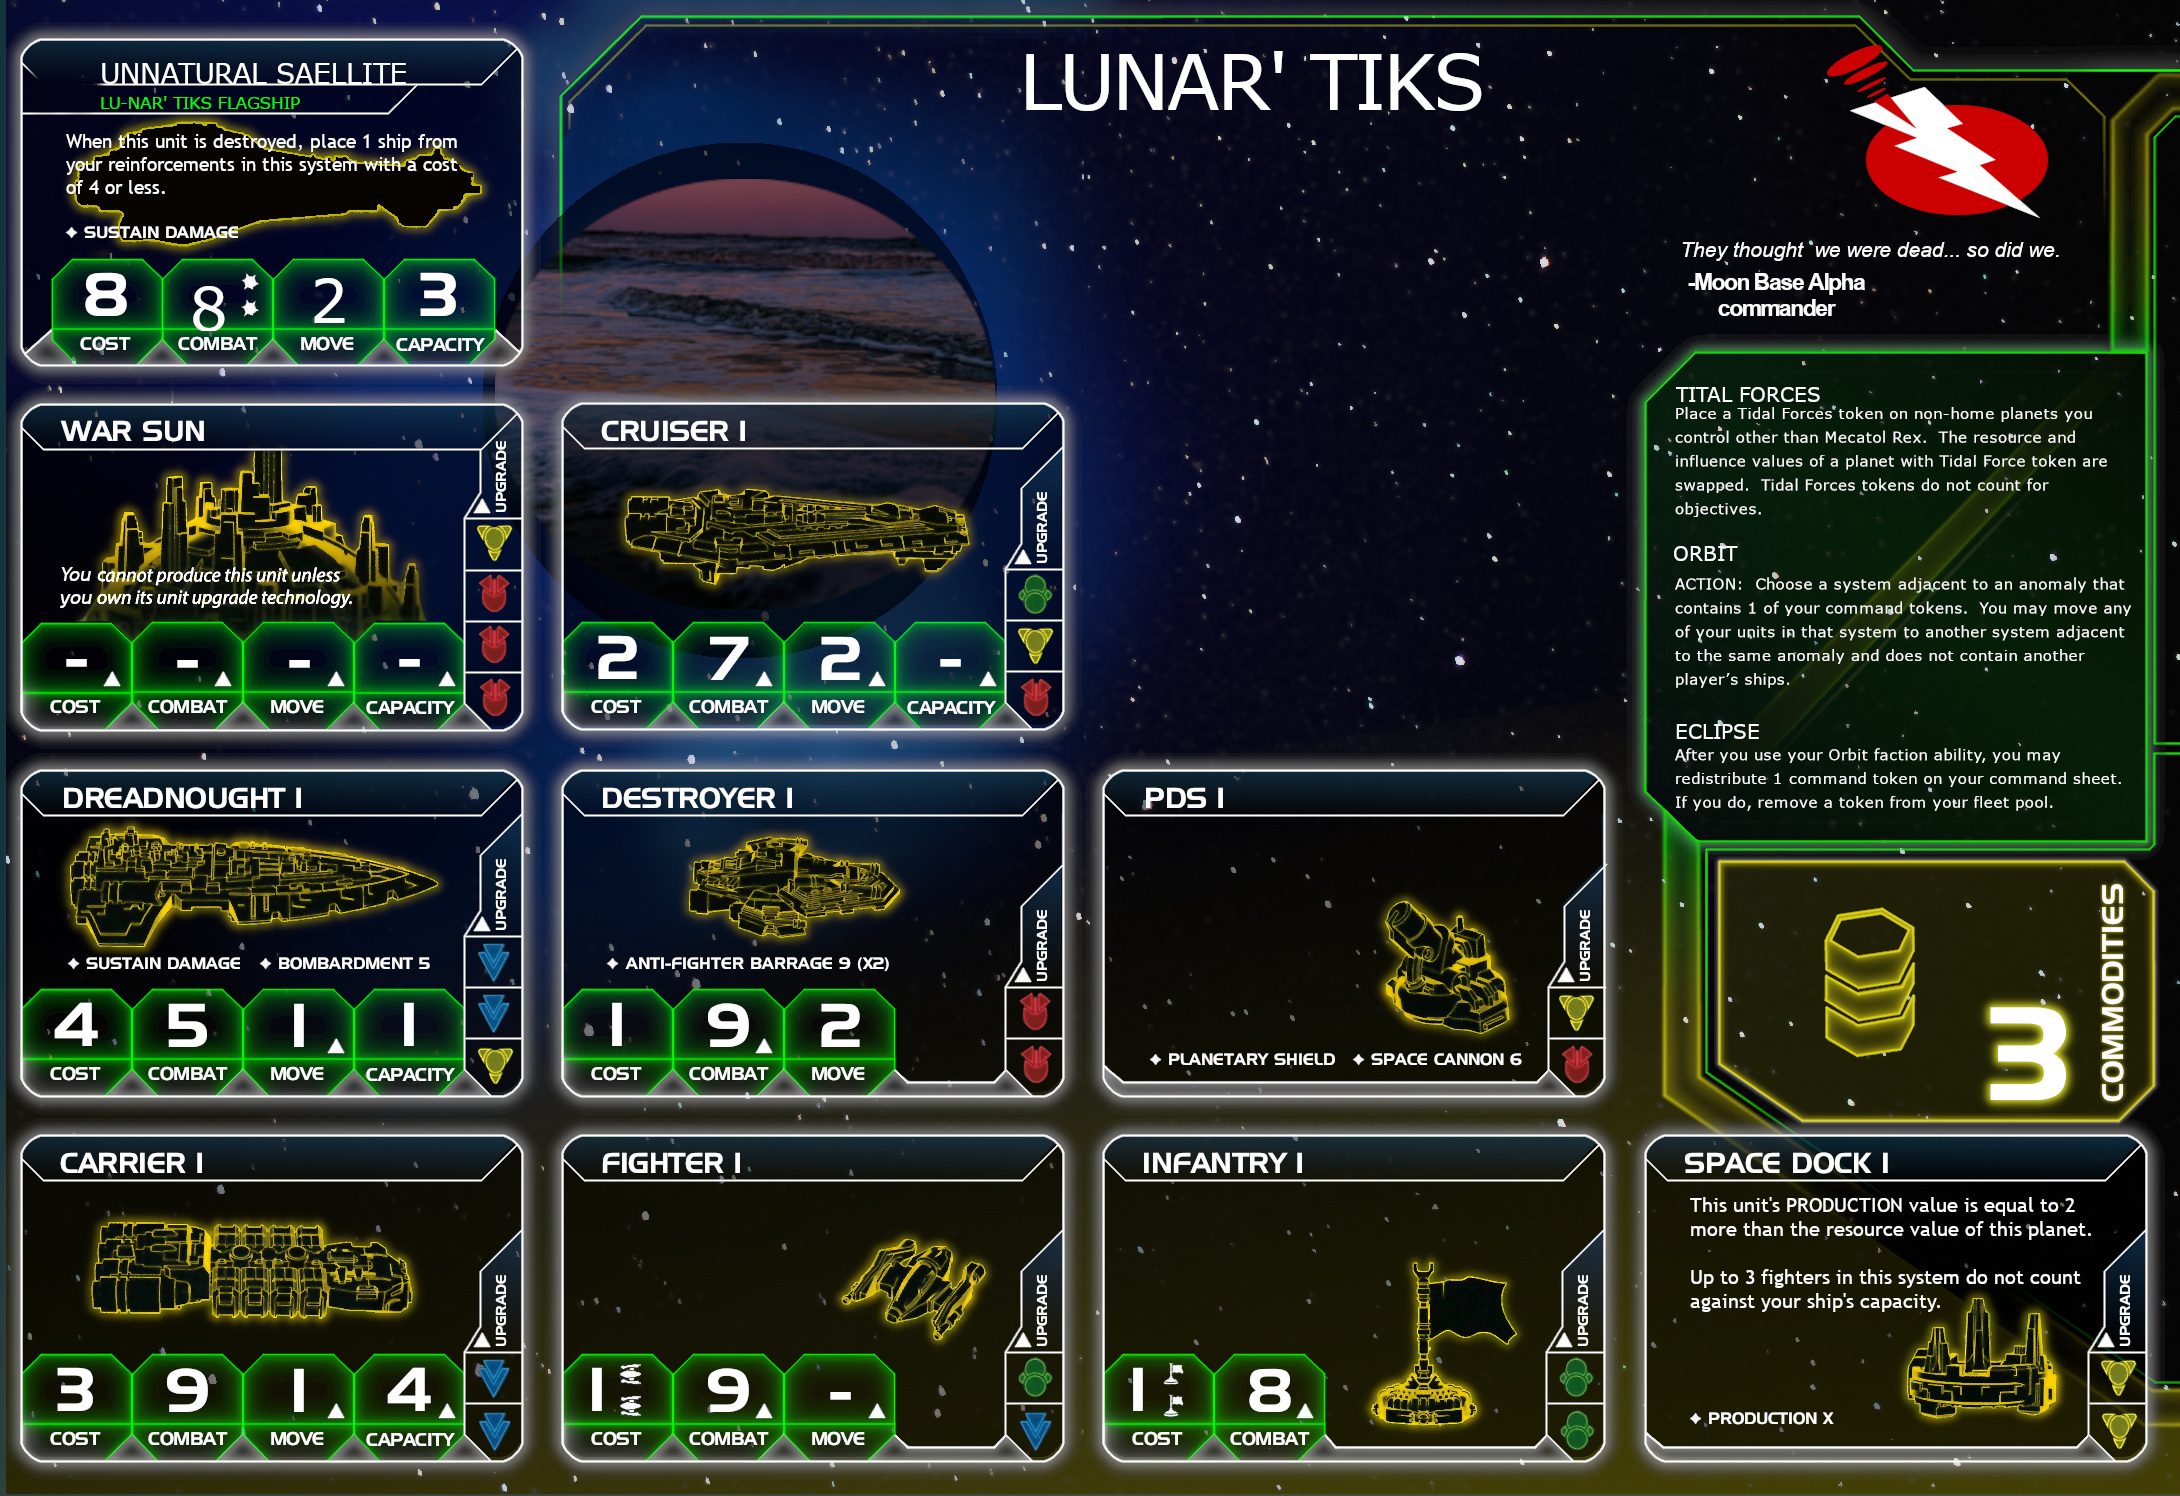 UNNATURAL SAELLITE
LU-NAR' TIKS FLAGSHIP
When this unit is destroyed, place 1 ship from
your reinforcements in this system with a cost
of 4 or less.
SUSTAIN DAMAGE
8 8 2 3
COST COMBAT MOVE CAPACITY
LUNAR' TIKS
They thought we were dead... so did we.
-Moon Base Alpha
commander
WAR SUN
UPGRADE
You cannot produce this unit unless
you own its unit upgrade technology.
- - - -
COST COMBAT MOVE CAPACITY
CRUISER I
UPGRADE
2 7 2 -
COST COMBAT MOVE CAPACITY
TITAL FORCES
Place a Tidal Forces token on non-home planets you
control other than Mecatol Rex. The resource and
influence values of a planet with Tidal Force token are
swapped. Tidal Forces tokens do not count for
objectives.
ORBIT
ACTION: Choose a system adjacent to an anomaly that
contains 1 of your command tokens. You may move any
of your units in that system to another system adjacent
to the same anomaly and does not contain another
player's ships.
ECLIPSE
After you use your Orbit faction ability, you may
redistribute 1 command token on your command sheet.
If you do, remove a token from your fleet pool.
DREADNOUGHT I
UPGRADE
SUSTAIN DAMAGE BOMBARDMENT 5
4 5 1 1
COST COMBAT MOVE CAPACITY
DESTROYER I
UPGRADE
ANTI-FIGHTER BARRAGE 9 (X2)
1 9 2
COST COMBAT MOVE
PDS I
UPGRADE
PLANETARY SHIELD SPACE CANNON 6
3
COMMODITIES
CARRIER I
UPGRADE
3 9 1 4
COST COMBAT MOVE CAPACITY
FIGHTER I
UPGRADE
1 9 -
COST COMBAT MOVE
INFANTRY I
UPGRADE
1 8
COST COMBAT
SPACE DOCK I
This unit's PRODUCTION value is equal to 2
more than the resource value of this planet.
Up to 3 fighters in this system do not count
against your ship's capacity.
UPGRADE
PRODUCTION X